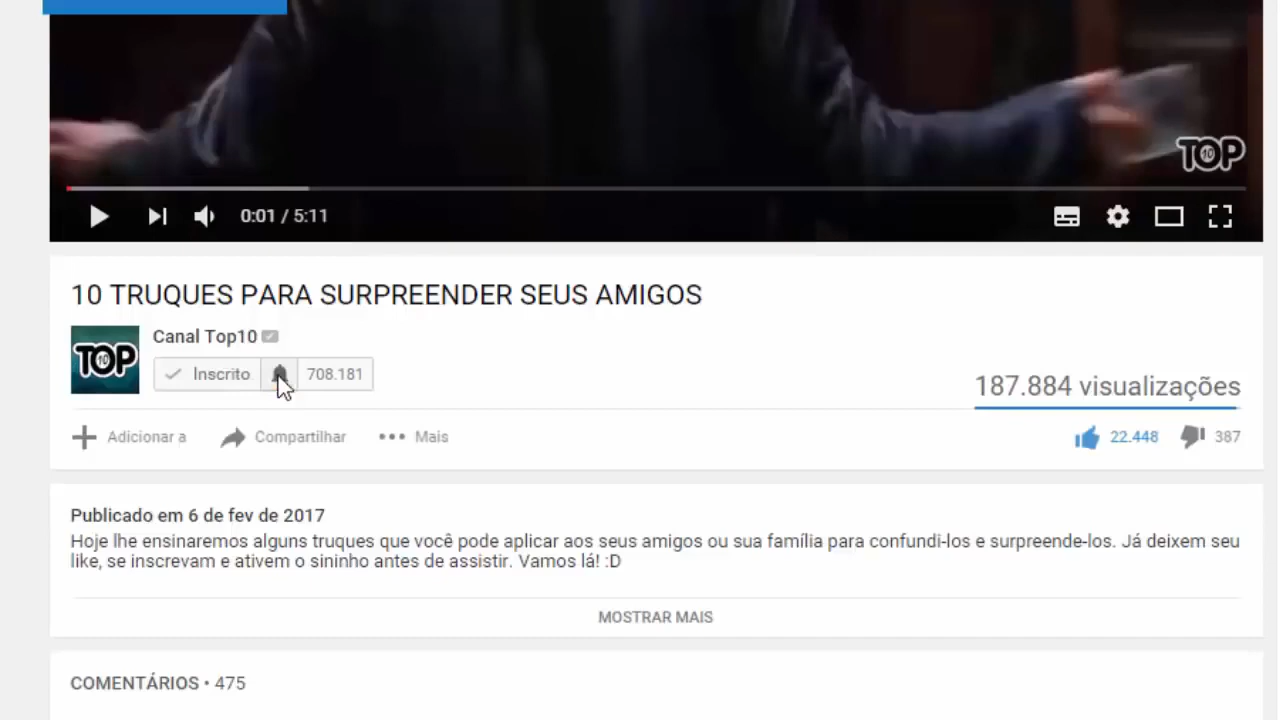 TOP
10
0:01 / 5:11
10 TRUQUES PARA SURPREENDER SEUS AMIGOS
TOP
10
Canal Top10
Inscrito 708.181
187.884 visualizações
Adicionar a Compartilhar Mais 22.448 387
Publicado em 6 de fev de 2017
Hoje lhe ensinaremos alguns truques que você pode aplicar aos seus amigos ou sua família para confundi-los e surpreende-los. Já deixem seu
like, se inscrevam e ativem o sininho antes de assistir. Vamos lá! :D
MOSTRAR MAIS
COMENTÁRIOS • 475